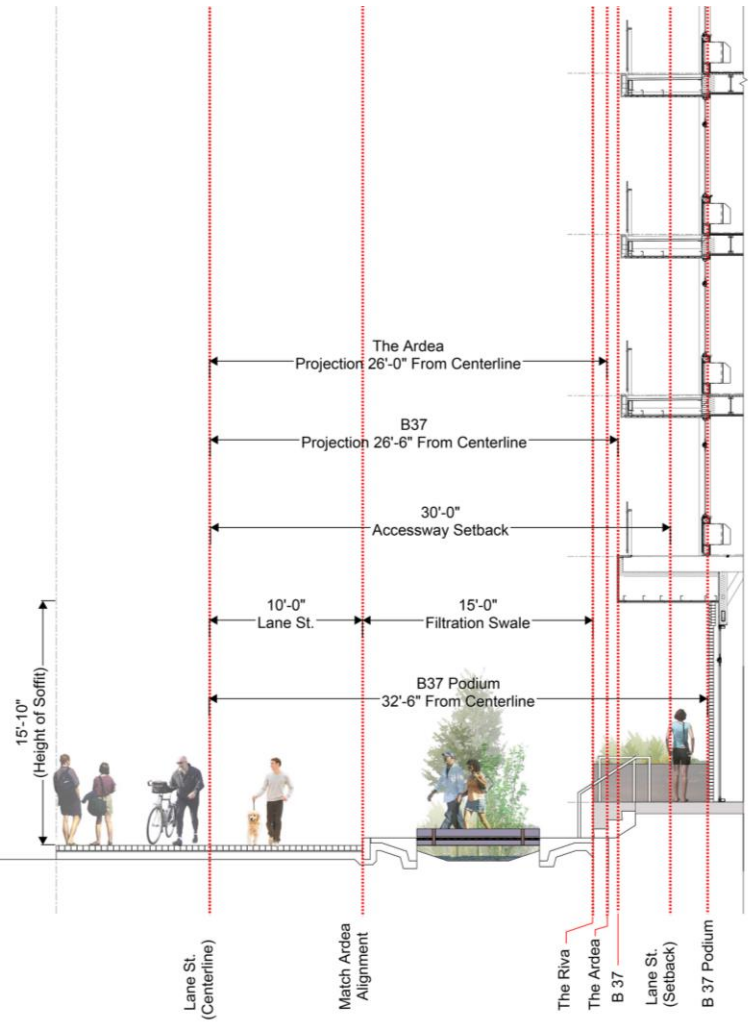 The Ardea
Projection 26'-0" From Centerline
B37
Projection 26'-6" From Centerline
30'-0"
Accessway Setback
10'-0"
Lane St.
15'-0"
Filtration Swale
B37 Podium
32'-6" From Centerline
15'-10"
(Height of Soffit)
Lane St.
(Centerline)
Match Ardea
Alignment
The Riva
The Ardea
B 37
Lane St.
(Setback)
B 37 Podium